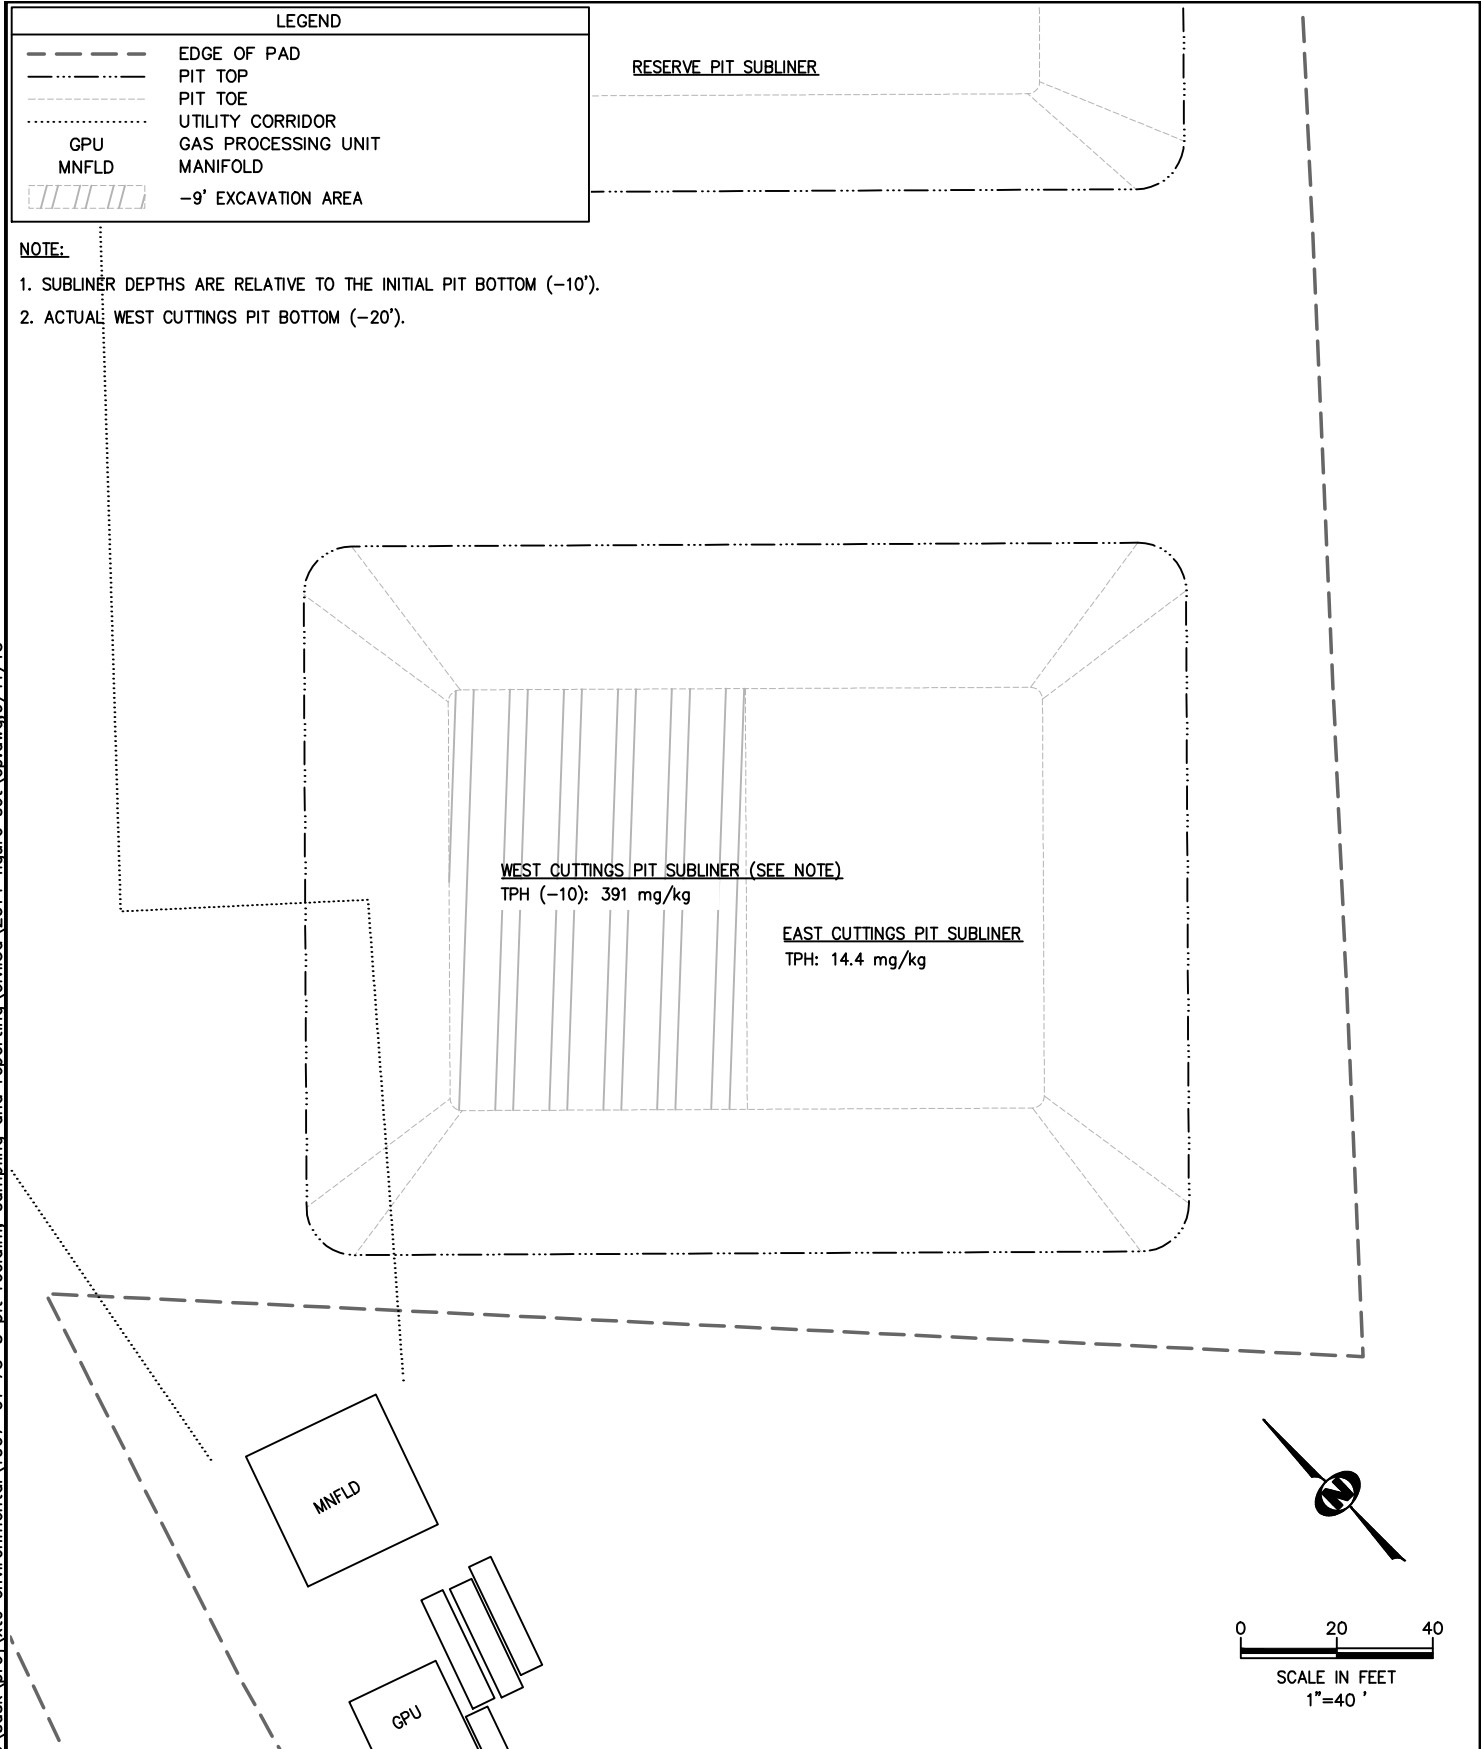 LEGEND
EDGE OF PAD
PIT TOP
PIT TOE
UTILITY CORRIDOR
GPU GAS PROCESSING UNIT
MNFLD MANIFOLD
-9' EXCAVATION AREA
RESERVE PIT SUBLINER
NOTE:
1. SUBLINER DEPTHS ARE RELATIVE TO THE INITIAL PIT BOTTOM (-10').
2. ACTUAL WEST CUTTINGS PIT BOTTOM (-20').
WEST CUTTINGS PIT SUBLINER (SEE NOTE)
TPH (-10): 391 mg/kg
EAST CUTTINGS PIT SUBLINER
TPH: 14.4 mg/kg
MNFLD
GPU
N
0 20 40
SCALE IN FEET
1"=40 '